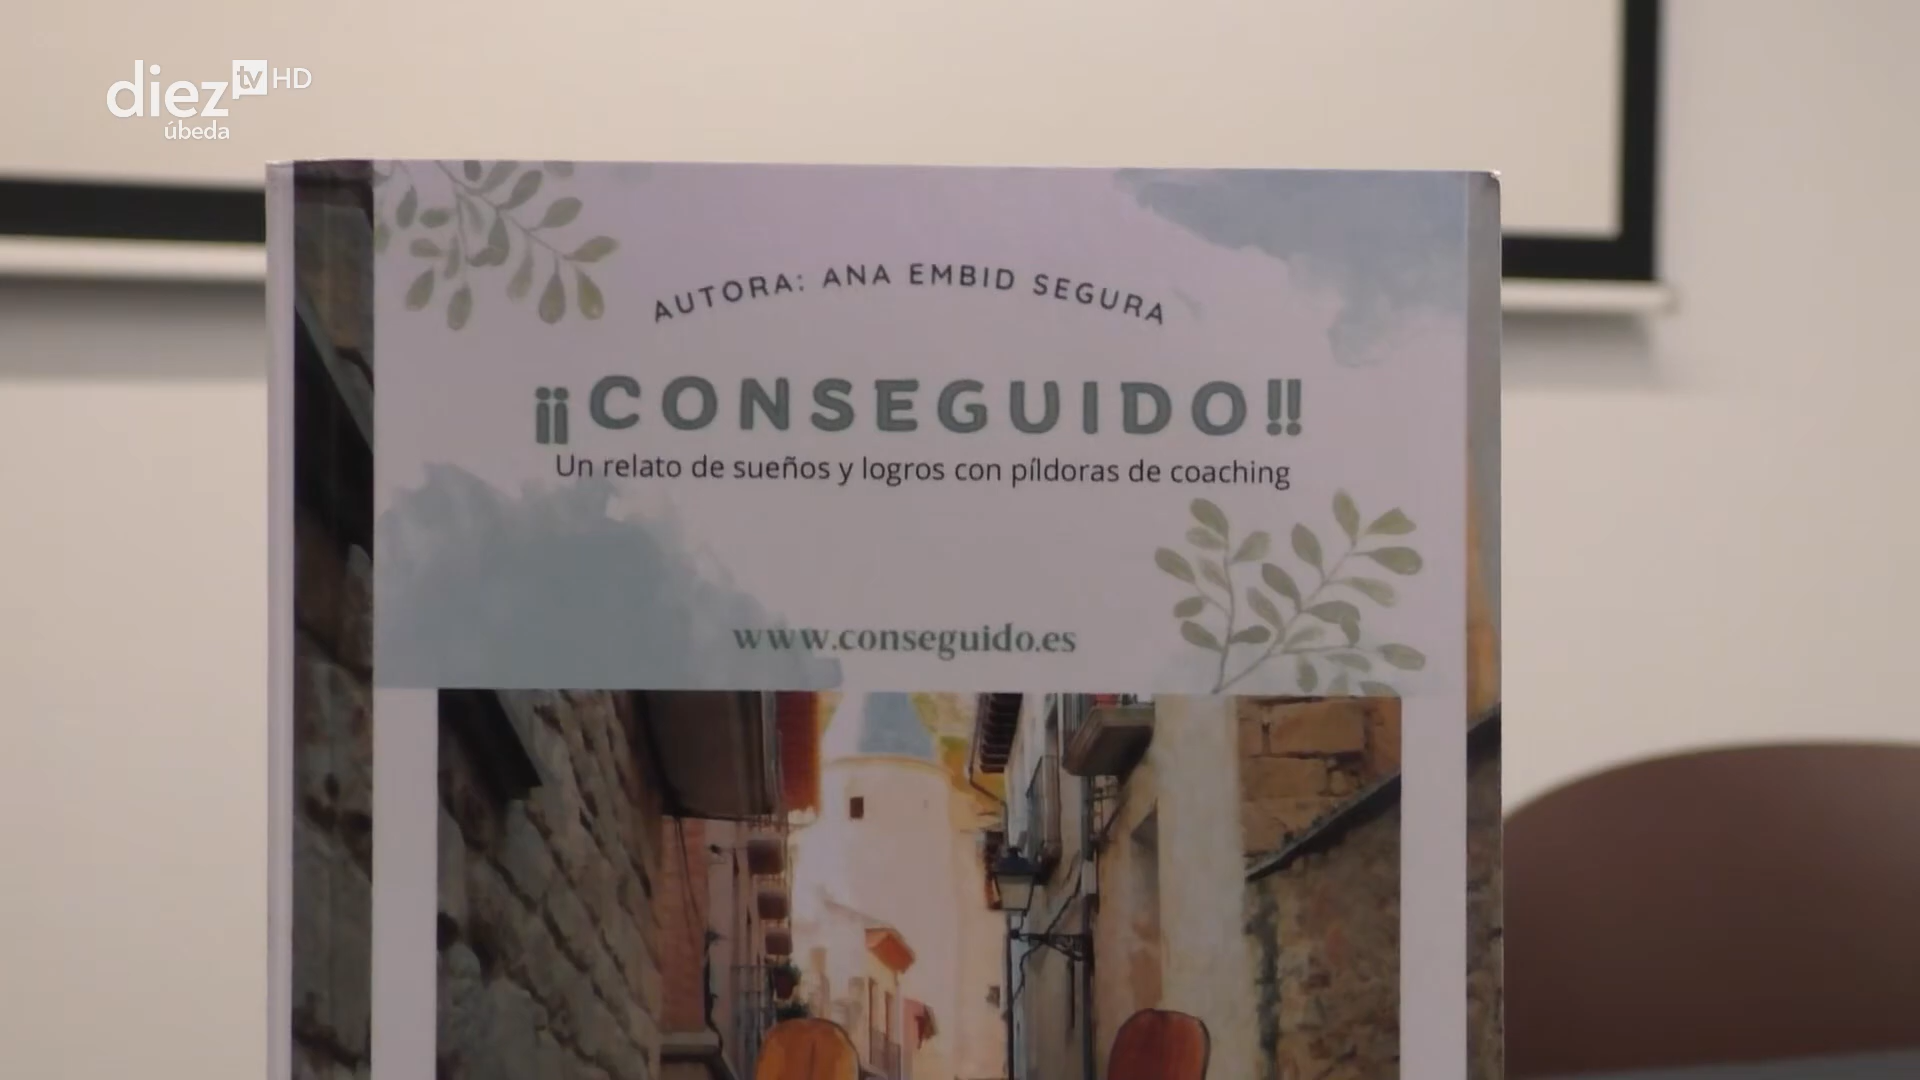 diez tv HD
úbeda
AUTORA: ANA EMBID SEGURA
¡¡CONSEGUIDO!!
Un relato de sueños y logros con píldoras de coaching
www.conseguido.es